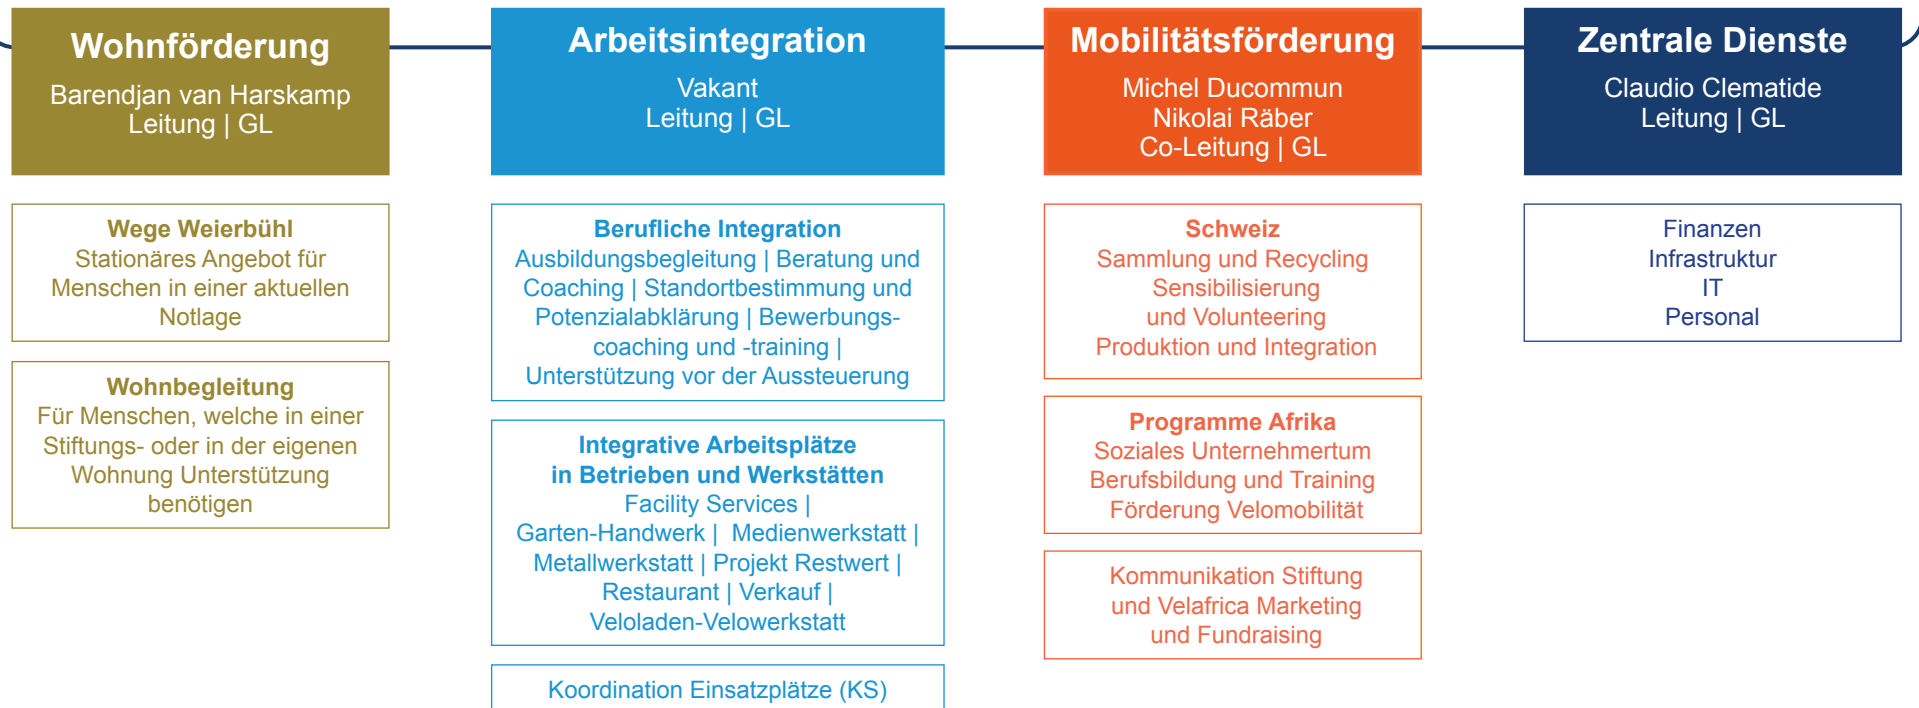 Wohnförderung
Barendjan van Harskamp
Leitung | GL
Wege Weierbühl
Stationäres Angebot für
Menschen in einer aktuellen
Notlage
Wohnbegleitung
Für Menschen, welche in einer
Stiftungs- oder in der eigenen
Wohnung Unterstützung
benötigen
Arbeitsintegration
Vakant
Leitung | GL
Berufliche Integration
Ausbildungsbegleitung | Beratung und
Coaching | Standortbestimmung und
Potenzialabklärung | Bewerbungs-
coaching und -training |
Unterstützung vor der Aussteuerung
Integrative Arbeitsplätze
in Betrieben und Werkstätten
Facility Services |
Garten-Handwerk | Medienwerkstatt |
Metallwerkstatt | Projekt Restwert |
Restaurant | Verkauf |
Veloladen-Velowerkstatt
Koordination Einsatzplätze (KS)
Mobilitätsförderung
Michel Ducommun
Nikolai Räber
Co-Leitung | GL
Schweiz
Sammlung und Recycling
Sensibilisierung
und Volunteering
Produktion und Integration
Programme Afrika
Soziales Unternehmertum
Berufsbildung und Training
Förderung Velomobilität
Kommunikation Stiftung
und Velafrica Marketing
und Fundraising
Zentrale Dienste
Claudio Clematide
Leitung | GL
Finanzen
Infrastruktur
IT
Personal